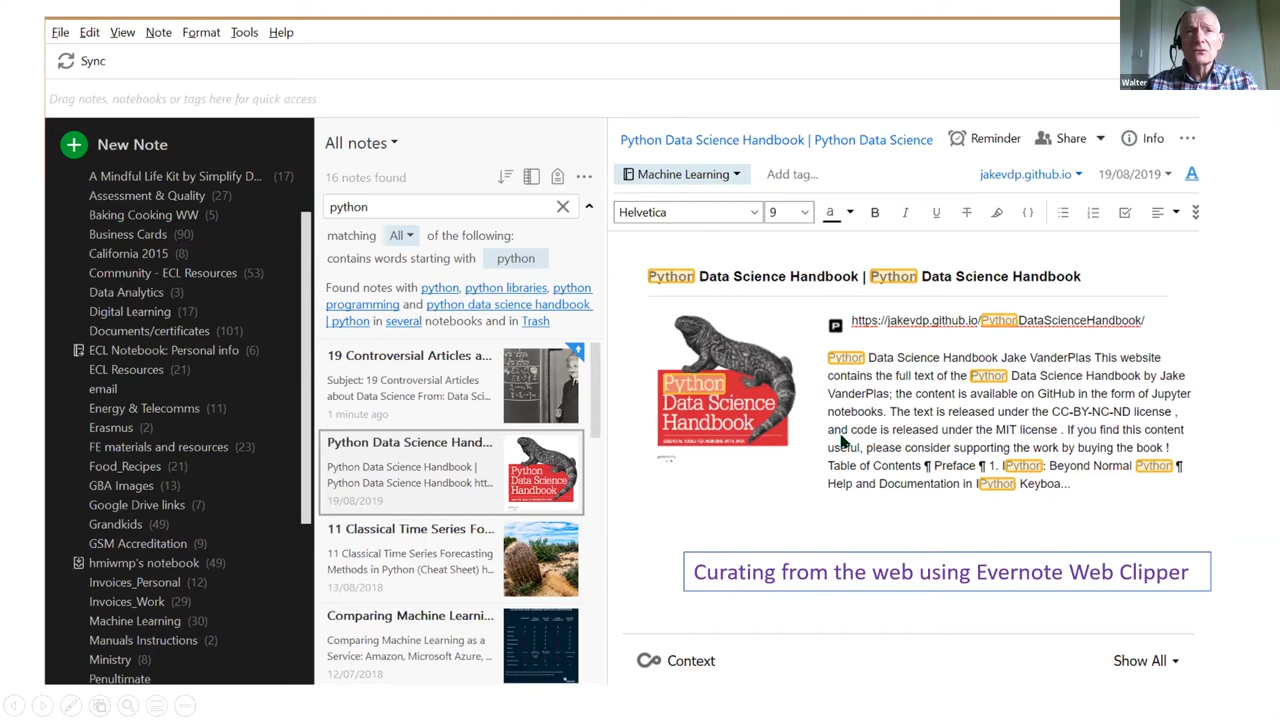 File Edit View Note Format Tools Help
Walter
Sync
Drag notes, notebooks or tags here for quick access
New Note
A Mindful Life Kit by Simplify D... (17)
Assessment & Quality (27)
Baking Cooking WW (5)
Business Cards (90)
California 2015 (8)
Community - ECL Resources (53)
Data Analytics (3)
Digital Learning (17)
Documents/certificates (101)
ECL Notebook: Personal info (6)
ECL Resources (21)
email
Energy & Telecomms (11)
Erasmus (2)
FE materials and resources (23)
Food_Recipes (21)
GBA Images (13)
Google Drive links (7)
Grandkids (49)
GSM Accreditation (9)
hmiwmp's notebook (49)
Invoices_Personal (12)
Invoices_Work (29)
Machine Learning (30)
Manuals Instructions (2)
Ministry (8)
Penultimate
All notes
16 notes found
python
matching All of the following:
contains words starting with python
Found notes with python, python libraries, python
programming and python data science handbook
| python in several notebooks and in Trash
19 Controversial Articles a...
Subject: 19 Controversial Articles
about Data Science From: Data Sci...
1 minute ago
Python Data Science Hand...
Python Data Science Handbook |
Python Data Science Handbook htt...
19/08/2019
Python
Data Science
Handbook
11 Classical Time Series Fo...
11 Classical Time Series Forecasting
Methods in Python (Cheat Sheet) h...
13/08/2018
Comparing Machine Learni...
Comparing Machine Learning as a
Service: Amazon, Microsoft Azure, ...
12/07/2018
Python Data Science Handbook | Python Data Science
Reminder Share Info
Machine Learning Add tag... jakevdp.github.io 19/08/2019
Helvetica 9 a B I U T
Python Data Science Handbook | Python Data Science Handbook
Python
Data Science
Handbook
ESSENTIAL TOOLS FOR WORKING WITH DATA
https://jakevdp.github.io/PythonDataScienceHandbook/
Python Data Science Handbook Jake VanderPlas This website
contains the full text of the Python Data Science Handbook by Jake
VanderPlas; the content is available on GitHub in the form of Jupyter
notebooks. The text is released under the CC-BY-NC-ND license ,
and code is released under the MIT license . If you find this content
useful, please consider supporting the work by buying the book !
Table of Contents ¶ Preface ¶ 1. IPython: Beyond Normal Python ¶
Help and Documentation in IPython Keyboa...
Curating from the web using Evernote Web Clipper
Context
Show All